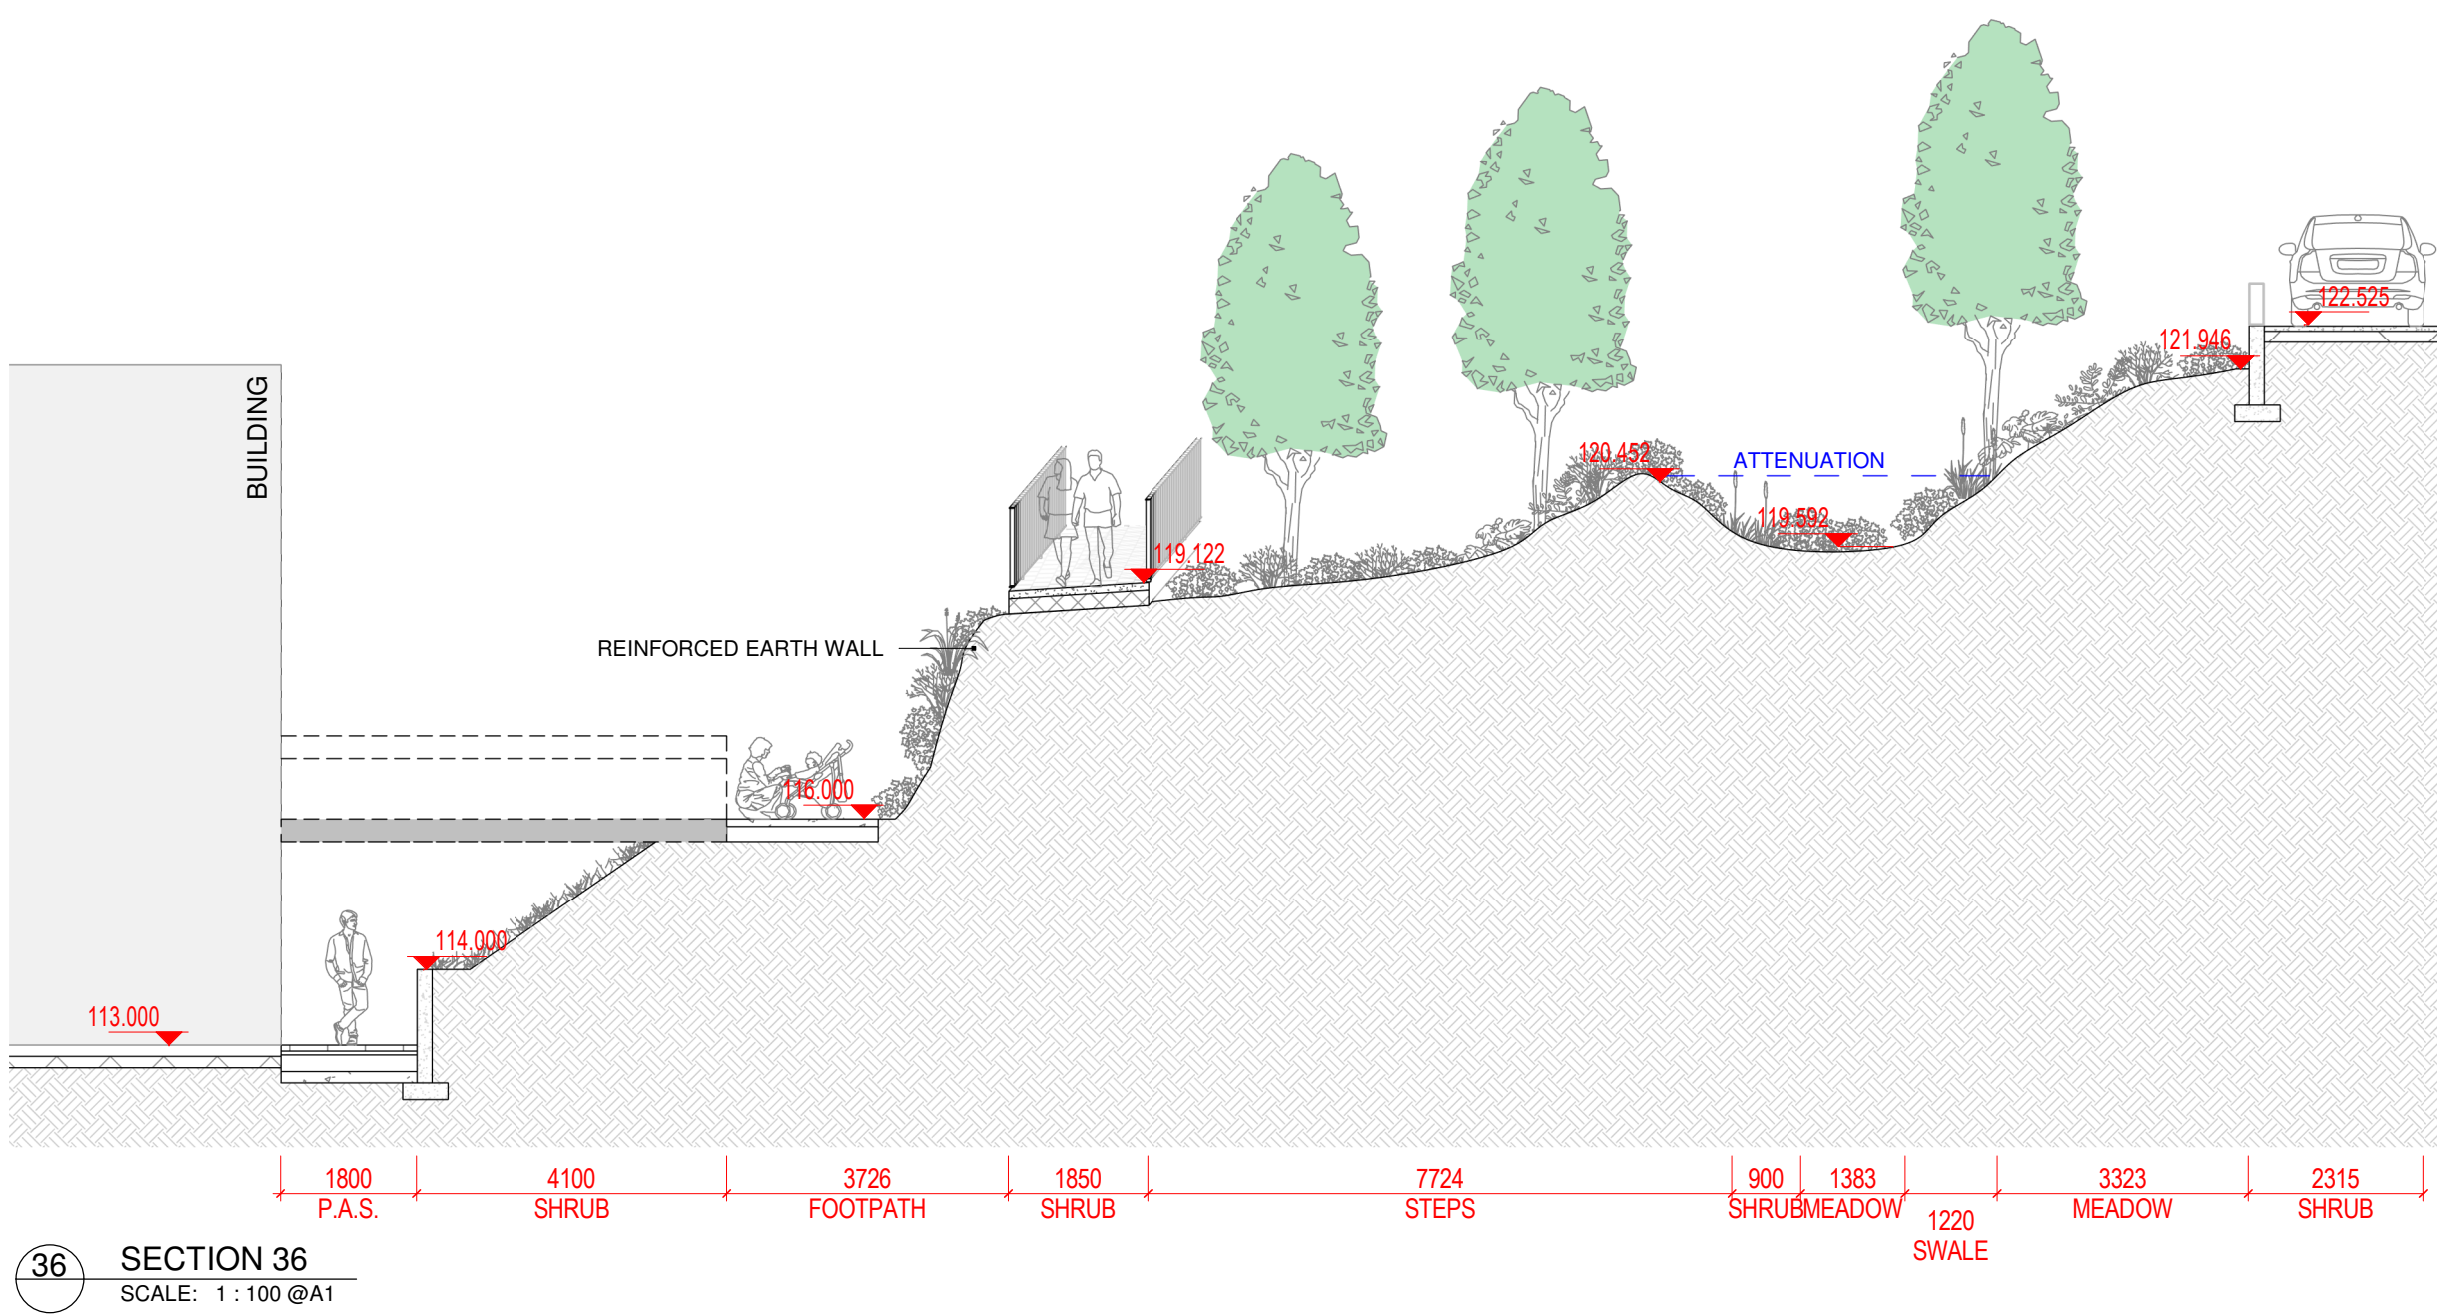 BUILDING
122.525
121.946
120.452
ATTENUATION
119.592
119.122
REINFORCED EARTH WALL
116.000
114.000
113.000
1800
P.A.S.
4100
SHRUB
3726
FOOTPATH
1850
SHRUB
7724
STEPS
900
SHRUB
1383
MEADOW
1220
SWALE
3323
MEADOW
2315
SHRUB
36
SECTION 36
SCALE: 1 : 100 @A1